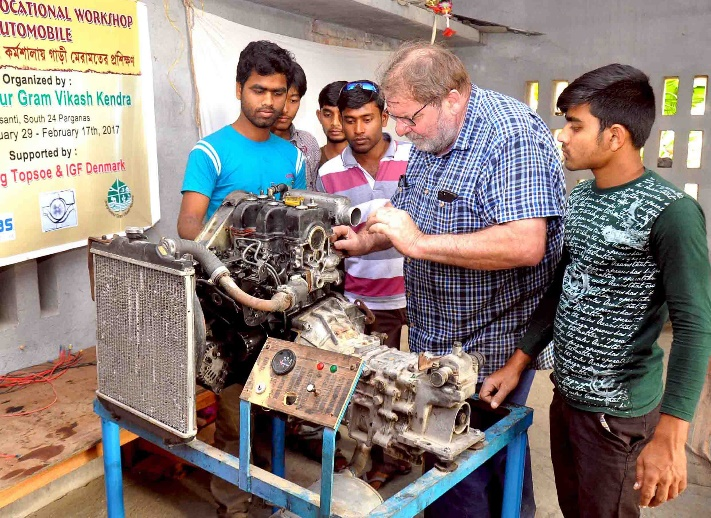 OCATIONAL WORKSHOP
UTOMOBILE
কর্মশালায় গাড়ী মেরামতের প্রশিক্ষণ
Organized by :
ur Gram Vikash Kendra
santi, South 24 Parganas
uary 29 - February 17th, 2017
Supported by :
g Topsoe & IGF Denmark
BS